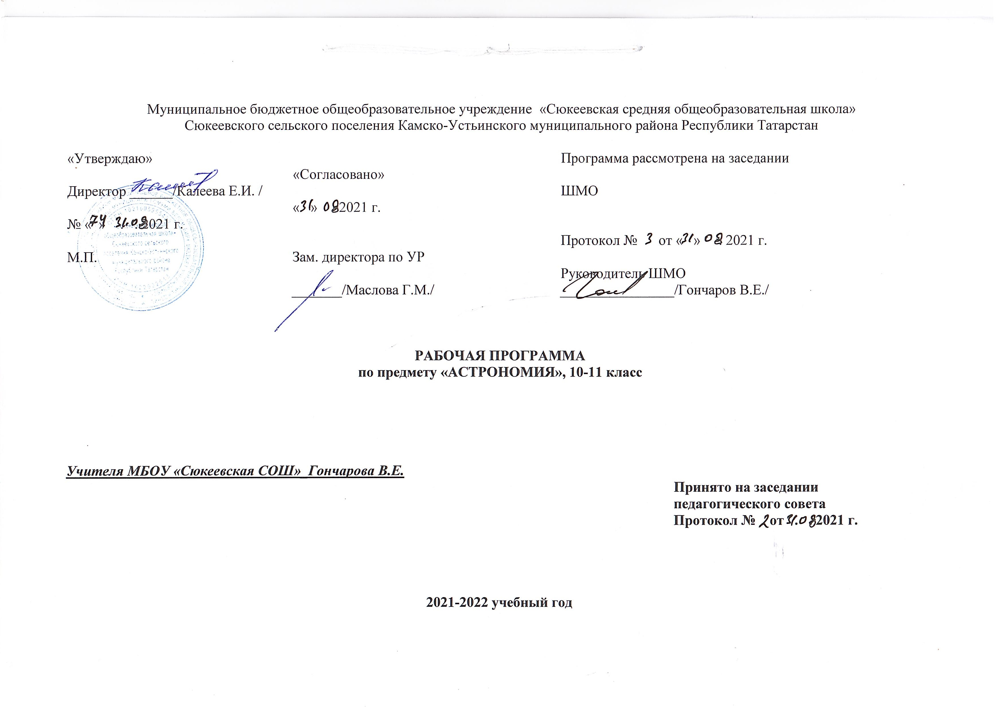 Муниципальное бюджетное общеобразовательное учреждение «Сюкеевская средняя общеобразовательная школа»
Сюкеевского сельского поселения Камско-Устьинского муниципального района Республики Татарстан
«Утверждаю»
Директор ______/Калеева Е.И. /
№ «74» 31.08.2021 г.
М.П.
общеобразовательная школа
Сюкеевского сельского
поселения Камско-Устьинского
муниципального района
Республики Татарстан
«Согласовано»
«31» 08 2021 г.
Зам. директора по УР
_______/Маслова Г.М./
Программа рассмотрена на заседании
ШМО
Протокол № 3 от «31» 08 2021 г.
Руководитель ШМО
________________/Гончаров В.Е./
РАБОЧАЯ ПРОГРАММА
по предмету «АСТРОНОМИЯ», 10-11 класс
Учителя МБОУ «Сюкеевская СОШ» Гончарова В.Е.
Принято на заседании
педагогического совета
Протокол № 2 от 31.08 2021 г.
2021-2022 учебный год